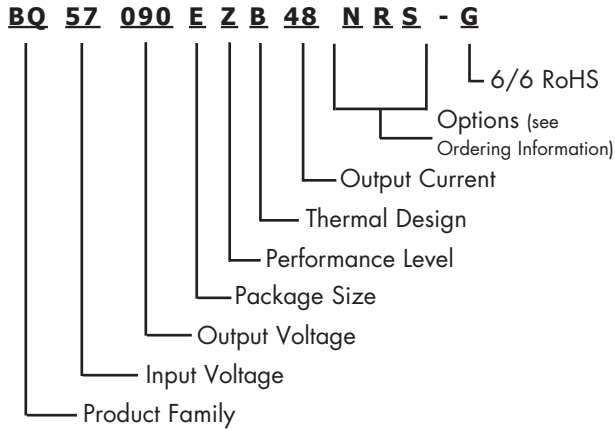 BQ 57 090 E Z B 48 N R S - G
6/6 RoHS
Options (see
Ordering Information)
Output Current
Thermal Design
Performance Level
Package Size
Output Voltage
Input Voltage
Product Family